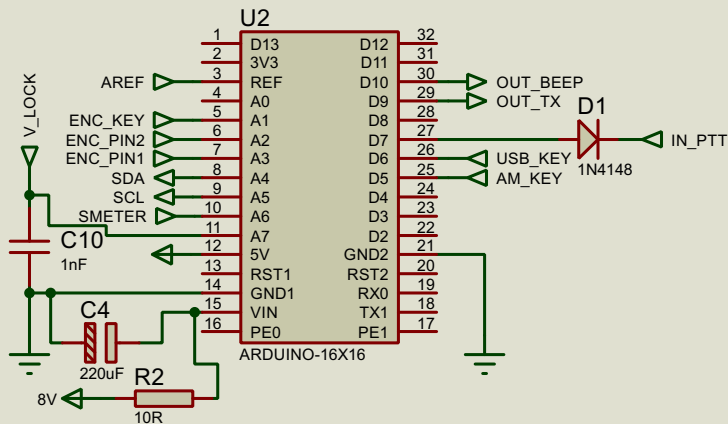 U2
1 D13 D12 32
2 3V3 D11 31
AREF 3 REF D10 30 OUT_BEEP
4 A0 D9 29 OUT_TX
ENC_KEY 5 A1 D8 28
ENC_PIN2 6 A2 D7 27
ENC_PIN1 7 A3 D6 26 USB_KEY
SDA 8 A4 D5 25 AM_KEY
SCL 9 A5 D4 24
SMETER 10 A6 D3 23
11 A7 D2 22
12 5V GND2 21
13 RST1 RST2 20
14 GND1 RX0 19
15 VIN TX1 18
16 PE0 PE1 17
ARDUINO-16X16
D1
1N4148
IN_PTT
V_LOCK
C10
1nF
C4
220uF
R2
10R
8V